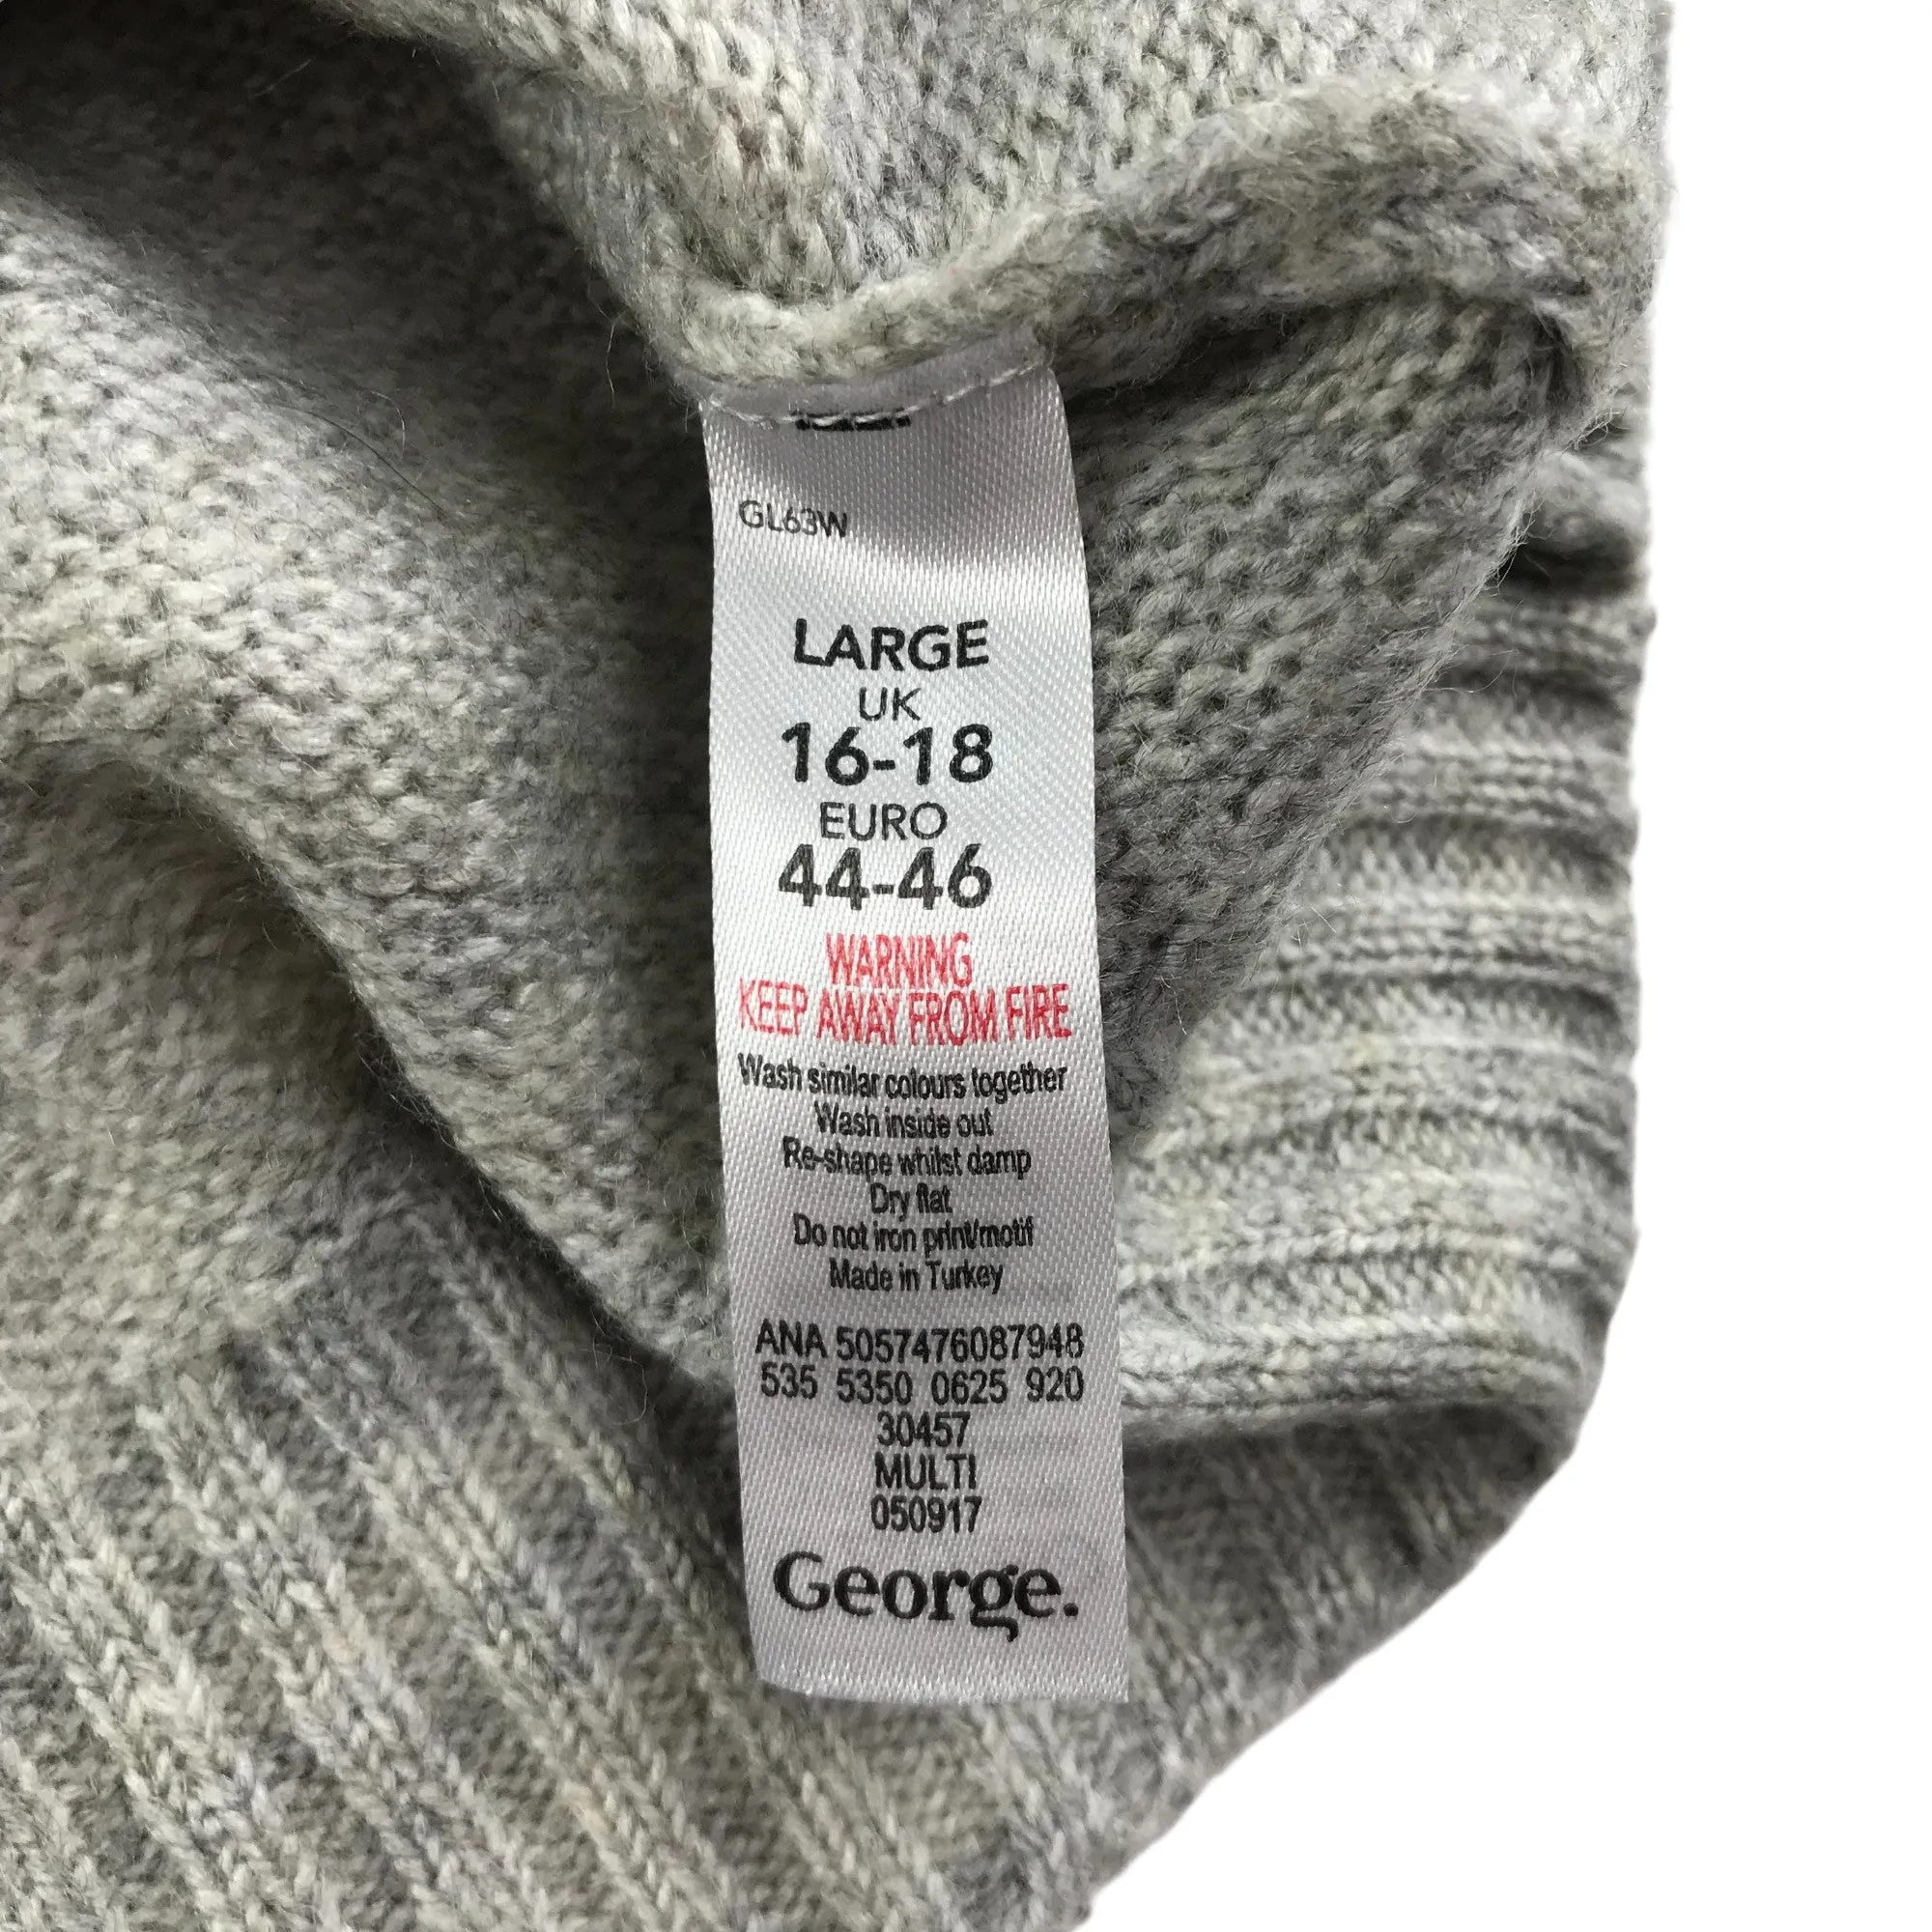 GL63W
LARGE
UK
16-18
EURO
44-46
WARNING
KEEP AWAY FROM FIRE
Wash similar colours together
Wash inside out
Re-shape whilst damp
Dry flat
Do not iron print/motif
Made in Turkey
ANA 5057476087948
535 5350 0625 920
30457
MULTI
050917
George.